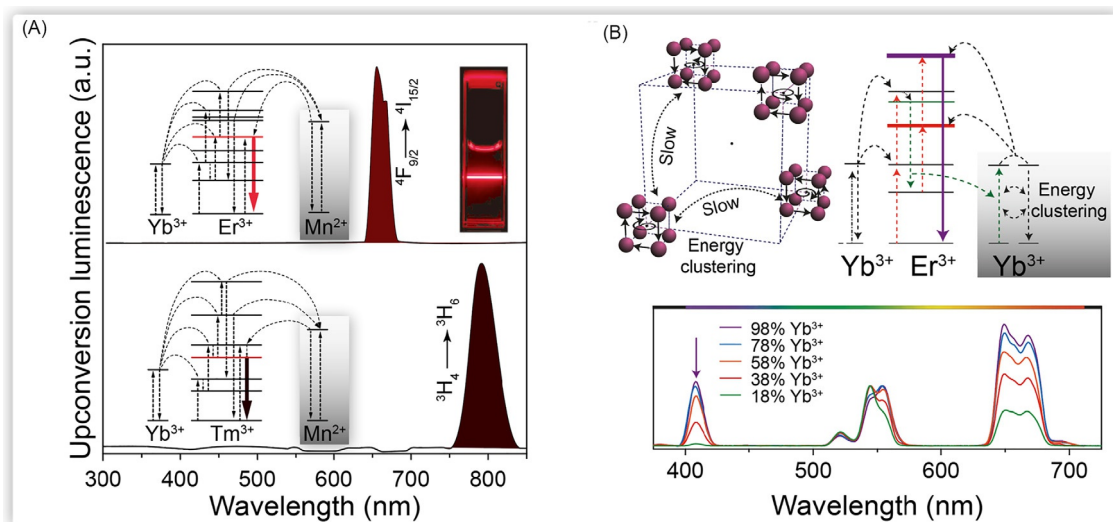 (A)
Upconversion luminescence (a.u.)
Yb³⁺ Er³⁺ Mn²⁺
⁴F₉/₂ ⟶ ⁴I₁₅/₂
Yb³⁺ Tm³⁺ Mn²⁺
³H₄ ⟶ ³H₆
300 400 500 600 700 800
Wavelength (nm)
(B)
Slow
Slow
Energy
clustering
Yb³⁺ Er³⁺ Yb³⁺
Energy
clustering
98% Yb³⁺
78% Yb³⁺
58% Yb³⁺
38% Yb³⁺
18% Yb³⁺
400 500 600 700
Wavelength (nm)